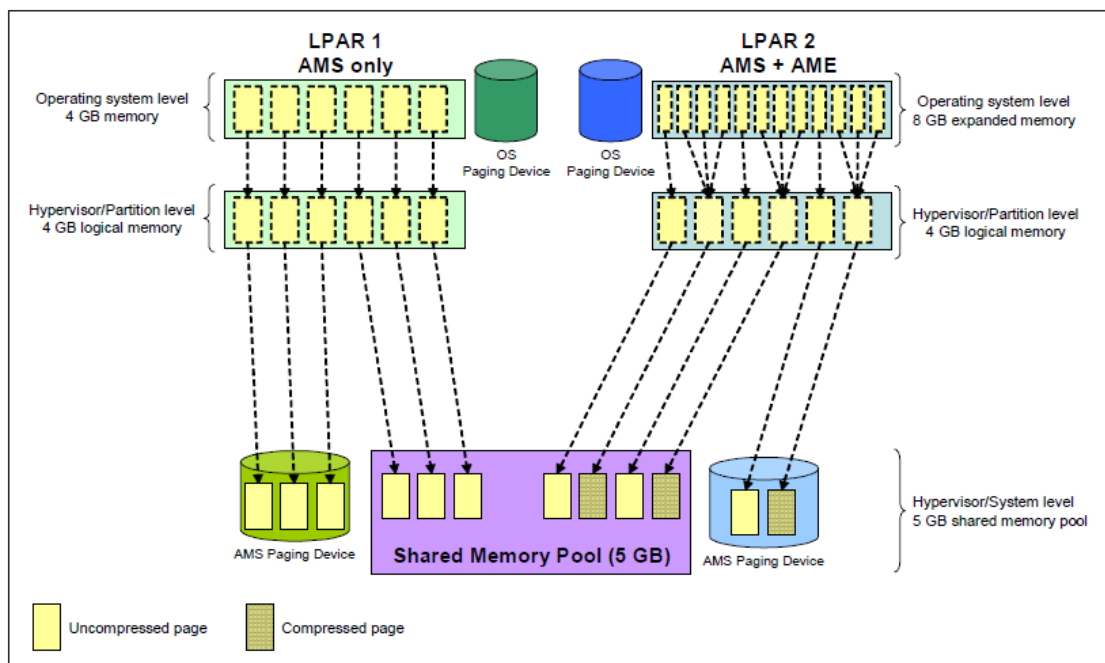 LPAR 1
AMS only
LPAR 2
AMS + AME
Operating system level
4 GB memory
OS
Paging Device
OS
Paging Device
Operating system level
8 GB expanded memory
Hypervisor/Partition level
4 GB logical memory
Hypervisor/Partition level
4 GB logical memory
AMS Paging Device
Shared Memory Pool (5 GB)
AMS Paging Device
Hypervisor/System level
5 GB shared memory pool
Uncompressed page
Compressed page